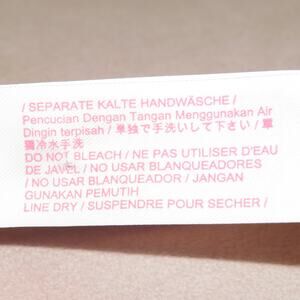 / SEPARATE KALTE HANDWÄSCHE /
Pencucian Dengan Tangan Menggunakan Air
Dingin terpisah / 単独で手洗いして下さい / 單
獨冷水手洗
DO NOT BLEACH / NE PAS UTILISER D'EAU
DE JAVEL / NO USAR BLANQUEADORES
/ NO USAR BLANQUEADOR / JANGAN
GUNAKAN PEMUTIH
LINE DRY / SUSPENDRE POUR SECHER /